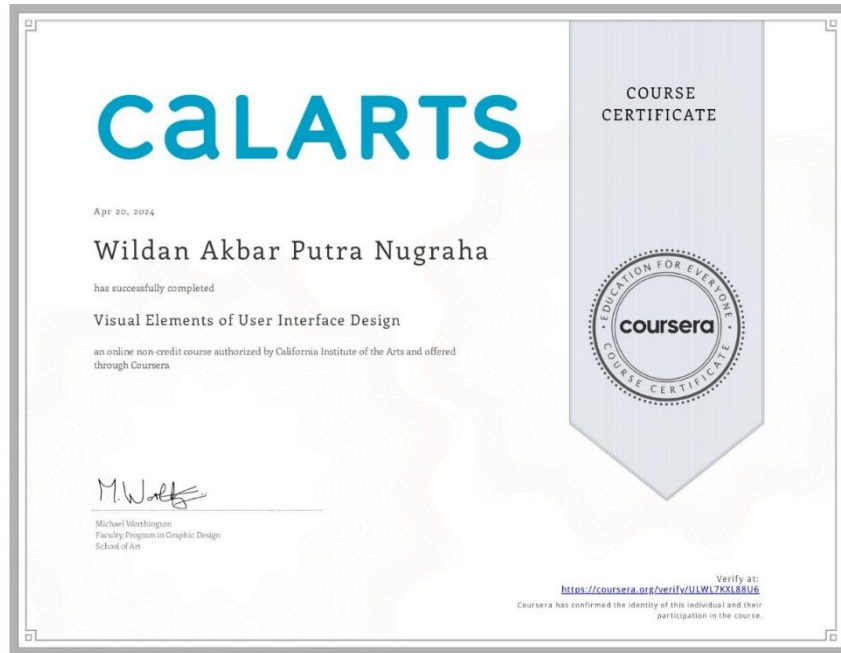 CALARTS
COURSE
CERTIFICATE
Apr 20, 2024
Wildan Akbar Putra Nugraha
has successfully completed
Visual Elements of User Interface Design
an online non-credit course authorized by California Institute of the Arts and offered
through Coursera
EDUCATION FOR EVERYONE
coursera
COURSE CERTIFICATE
Michael Worthington
Faculty, Program in Graphic Design
School of Art
Verify at:
https://coursera.org/verify/ULWL7KXL88U6
Coursera has confirmed the identity of this individual and their
participation in the course.